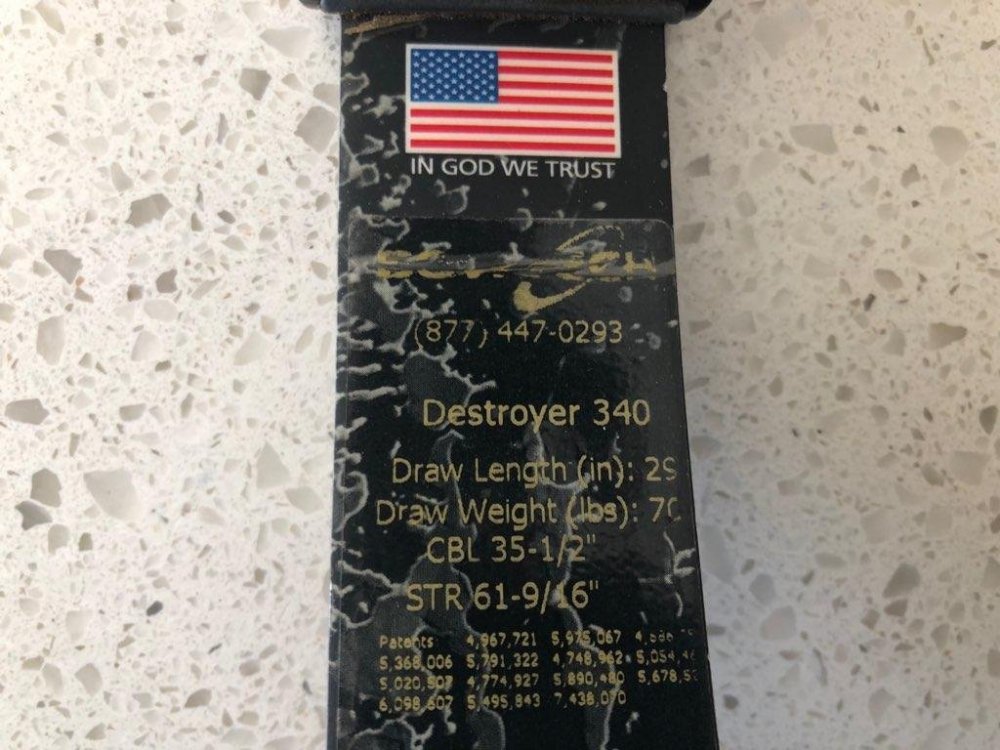 IN GOD WE TRUST
(877) 447-0293
Destroyer 340
Draw Length (in): 29
Draw Weight (lbs): 70
CBL 35-1/2"
STR 61-9/16"
Patents 4,967,721 5,975,067
5,368,006 5,791,322 4,748,962
5,020,507 4,774,927 5,890,480
6,098,607 5,495,843 7,438,070